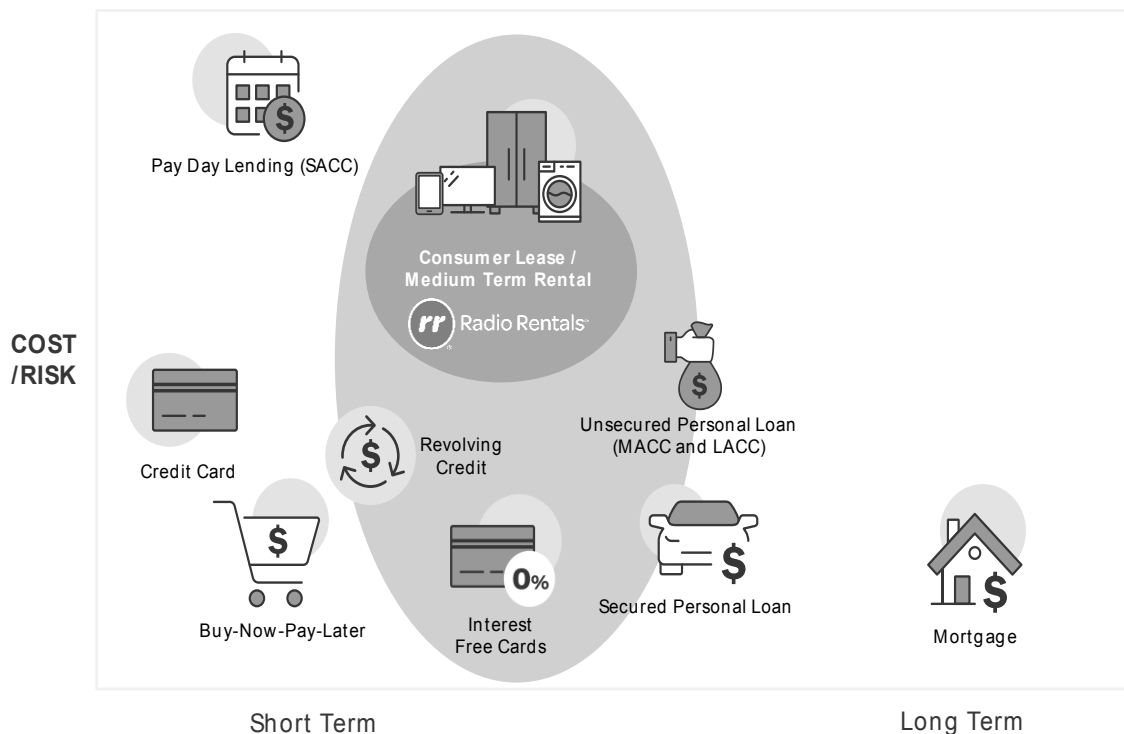 $
Pay Day Lending (SACC)
Consumer Lease /
Medium Term Rental
rr Radio Rentals
COST
/RISK
$
Unsecured Personal Loan
(MACC and LACC)
Credit Card
$
Revolving
Credit
$
Buy-Now-Pay-Later
0%
Interest
Free Cards
$
Secured Personal Loan
$
Mortgage
Short Term
Long Term